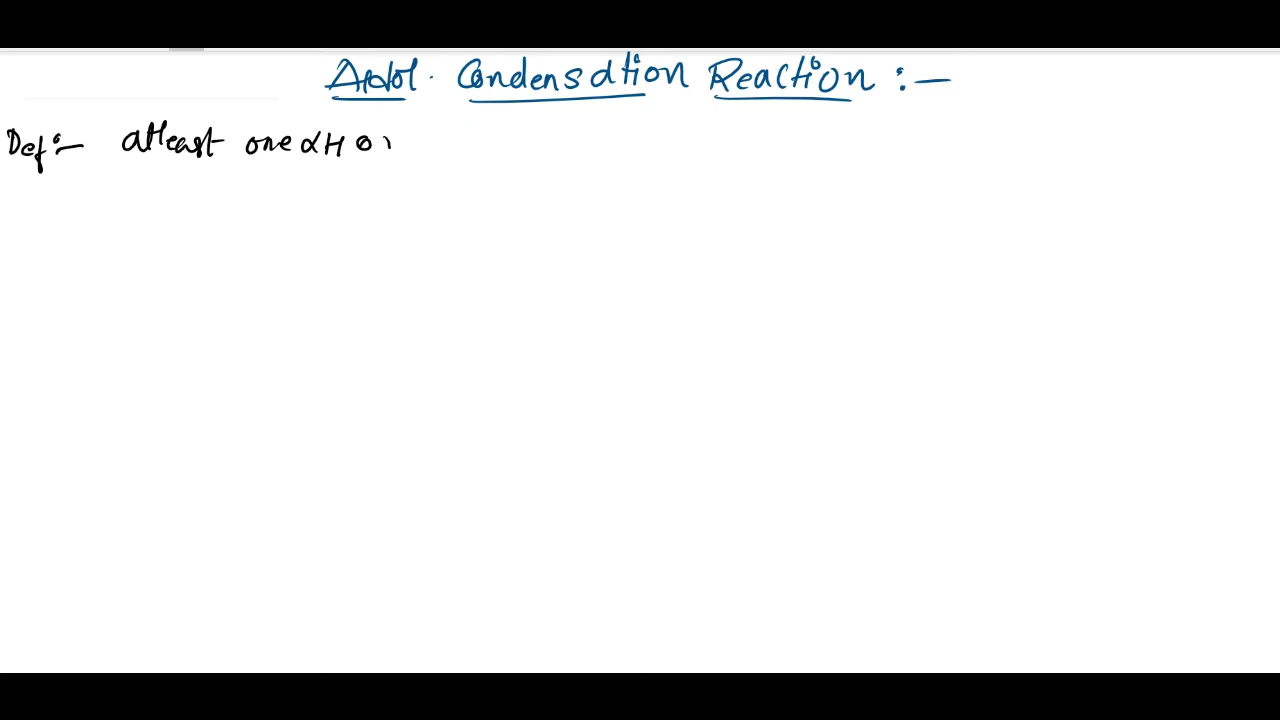 Aldol. Condensation Reaction :-
Def :- atleast one αH